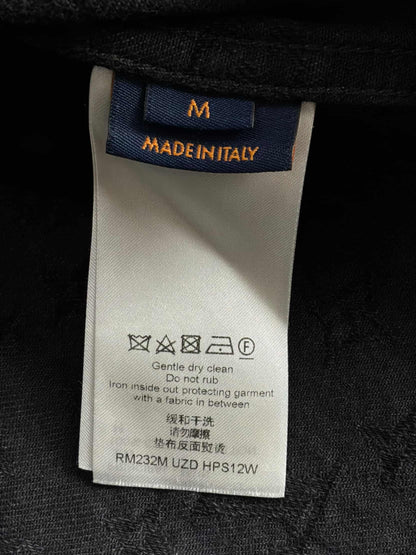 M
MADE IN ITALY
F
Gentle dry clean
Do not rub
Iron inside out protecting garment
with a fabric in between
缓和干洗
请勿摩擦
垫布反面熨烫
RM232M UZD HPS12W